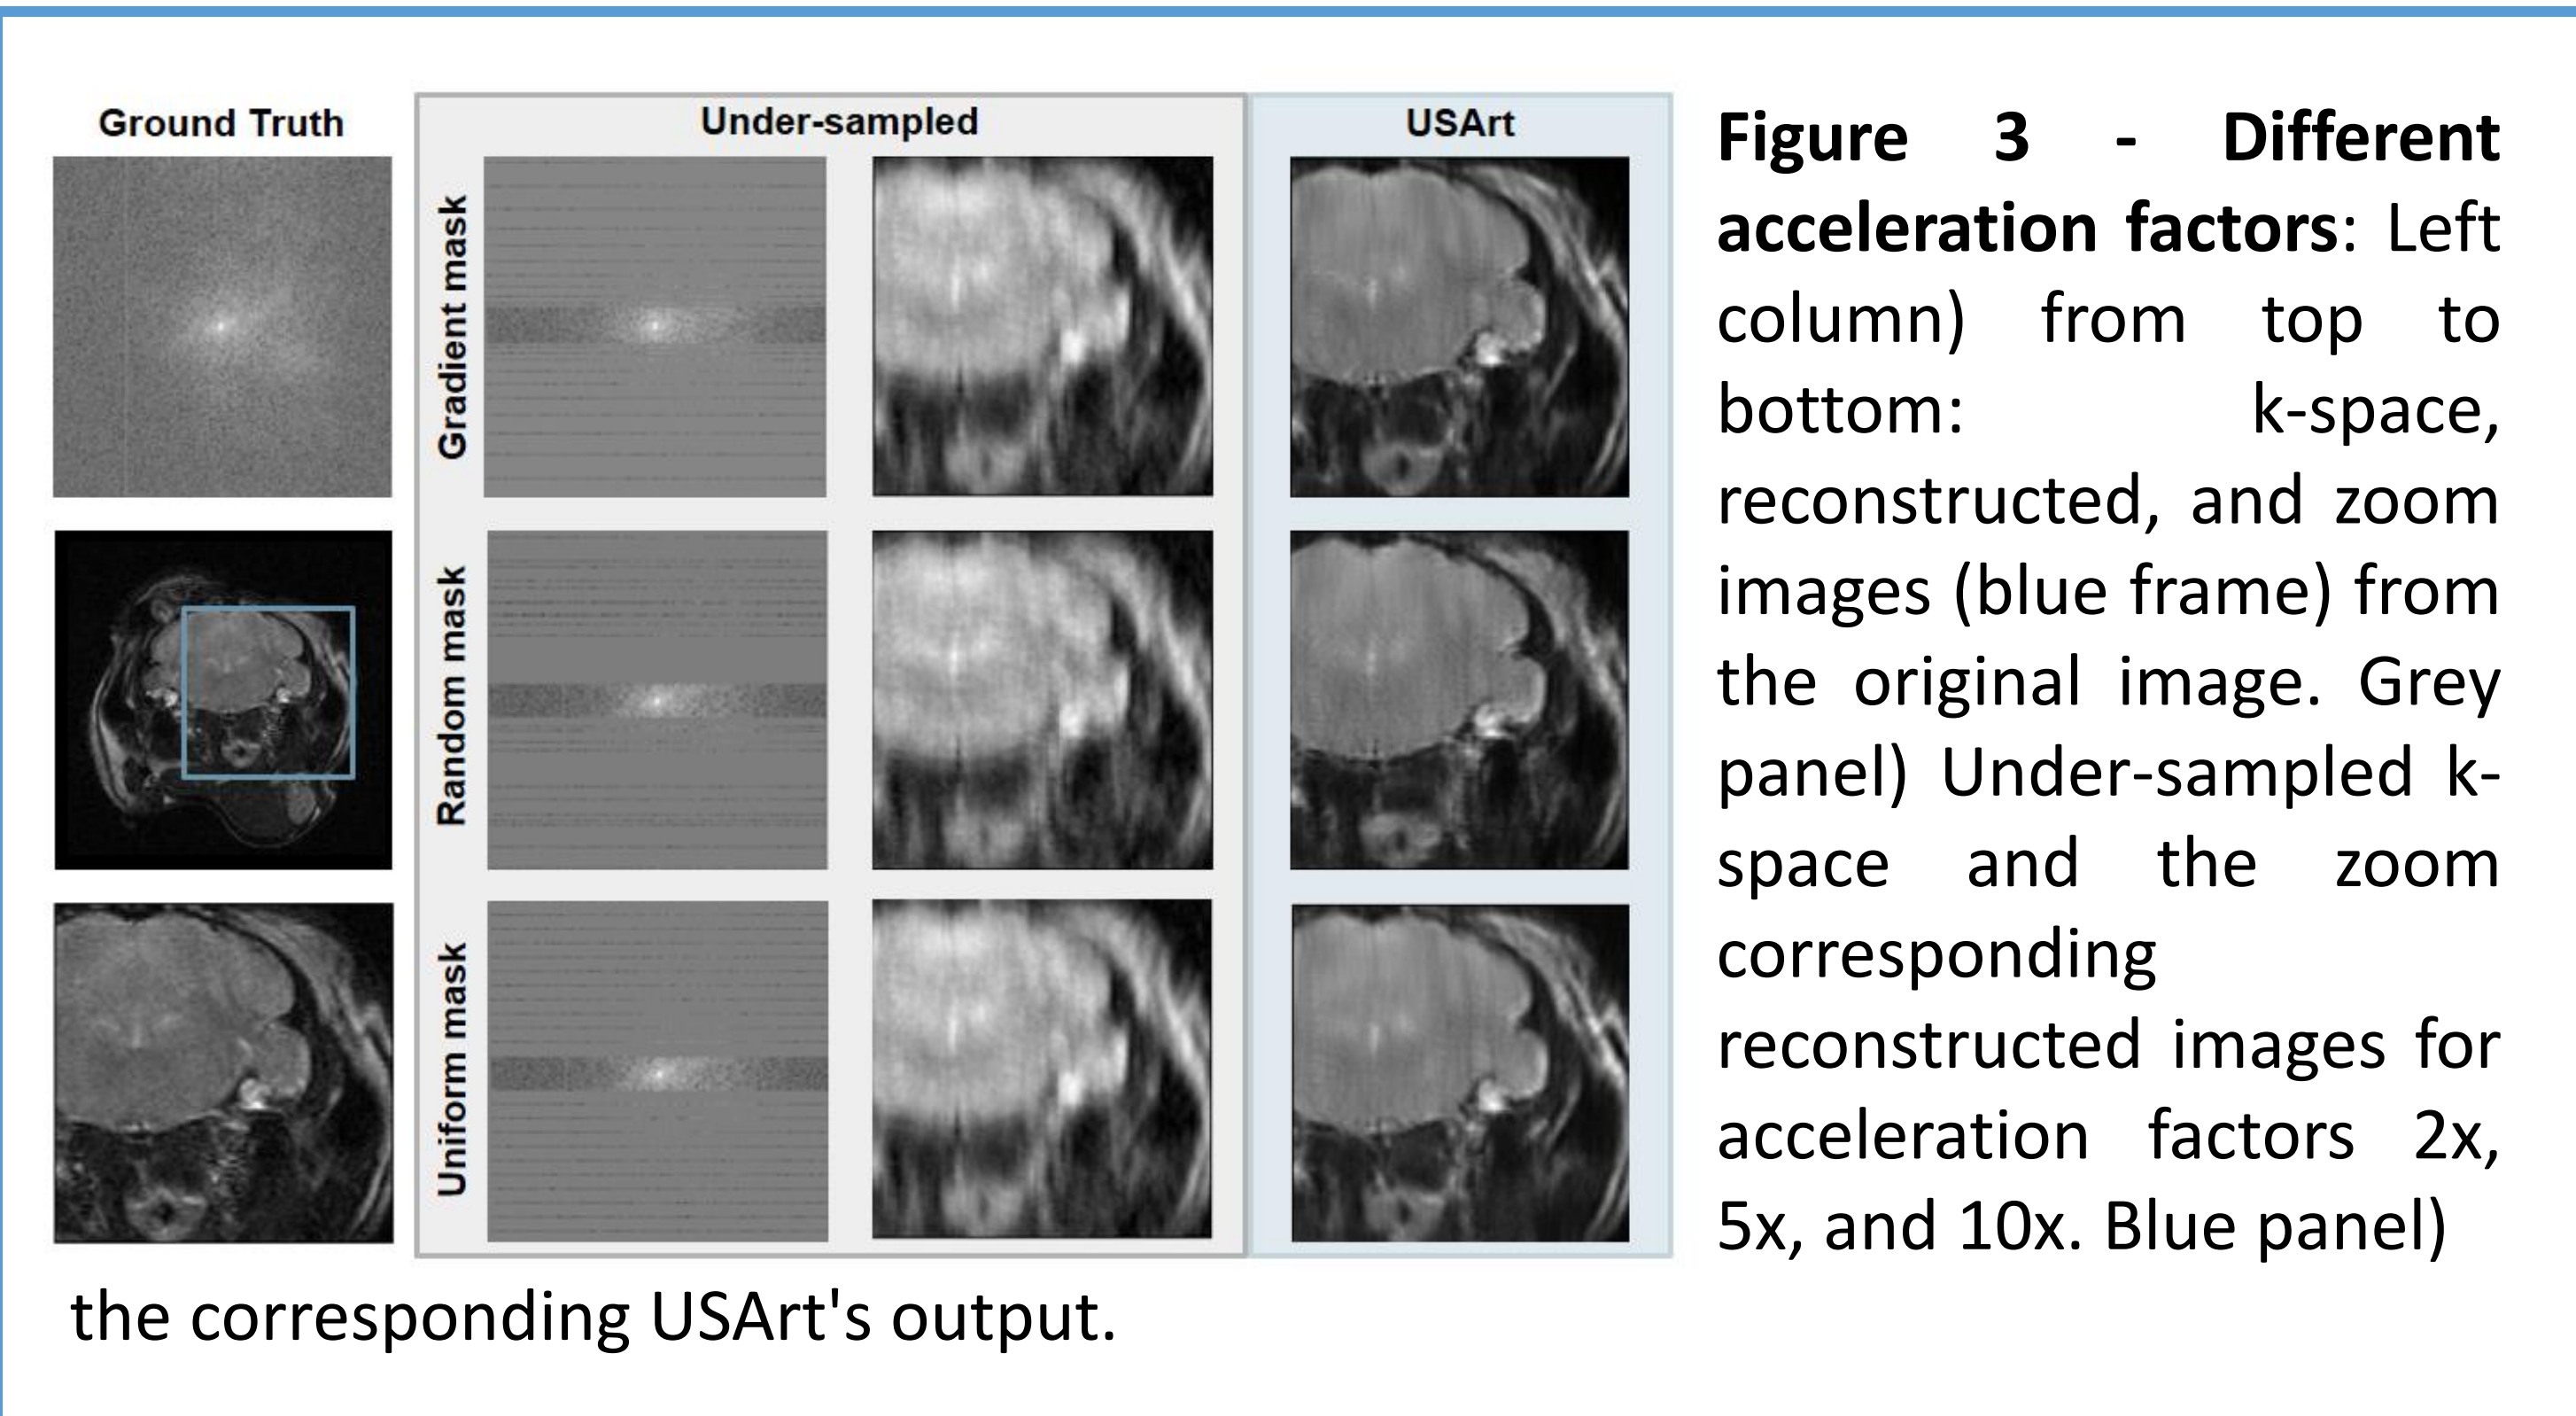 Ground Truth
Under-sampled
USArt
Gradient mask
Random mask
Uniform mask
Figure 3 - Different
acceleration factors: Left
column) from top to
bottom: k-space,
reconstructed, and zoom
images (blue frame) from
the original image. Grey
panel) Under-sampled k-
space and the zoom
corresponding
reconstructed images for
acceleration factors 2x,
5x, and 10x. Blue panel)
the corresponding USArt's output.